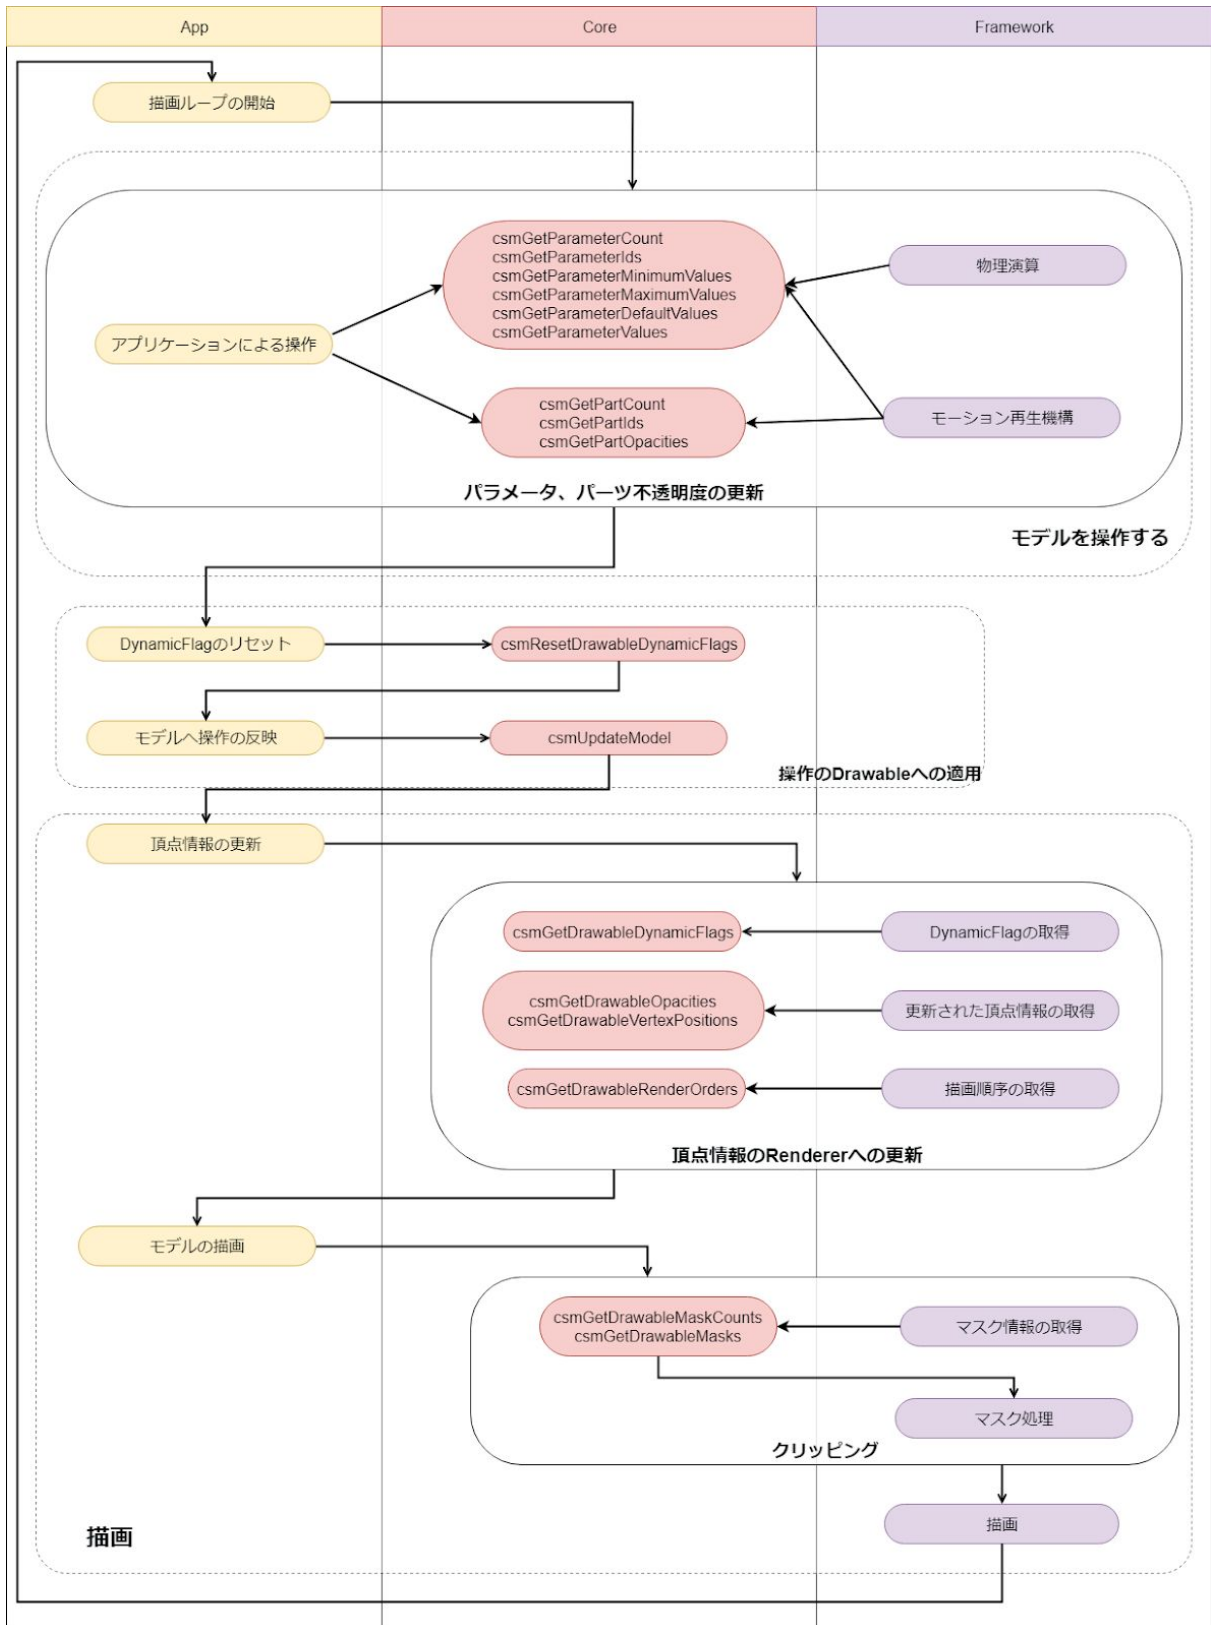 App
Core
Framework
描画ループの開始
csmGetParameterCount
csmGetParameterIds
csmGetParameterMinimumValues
csmGetParameterMaximumValues
csmGetParameterDefaultValues
csmGetParameterValues
物理演算
アプリケーションによる操作
csmGetPartCount
csmGetPartIds
csmGetPartOpacities
モーション再生機構
パラメータ、パーツ不透明度の更新
モデルを操作する
DynamicFlagのリセット
csmResetDrawableDynamicFlags
モデルへ操作の反映
csmUpdateModel
操作のDrawableへの適用
頂点情報の更新
csmGetDrawableDynamicFlags
DynamicFlagの取得
csmGetDrawableOpacities
csmGetDrawableVertexPositions
更新された頂点情報の取得
csmGetDrawableRenderOrders
描画順序の取得
頂点情報のRendererへの更新
モデルの描画
csmGetDrawableMaskCounts
csmGetDrawableMasks
マスク情報の取得
マスク処理
クリッピング
描画
描画